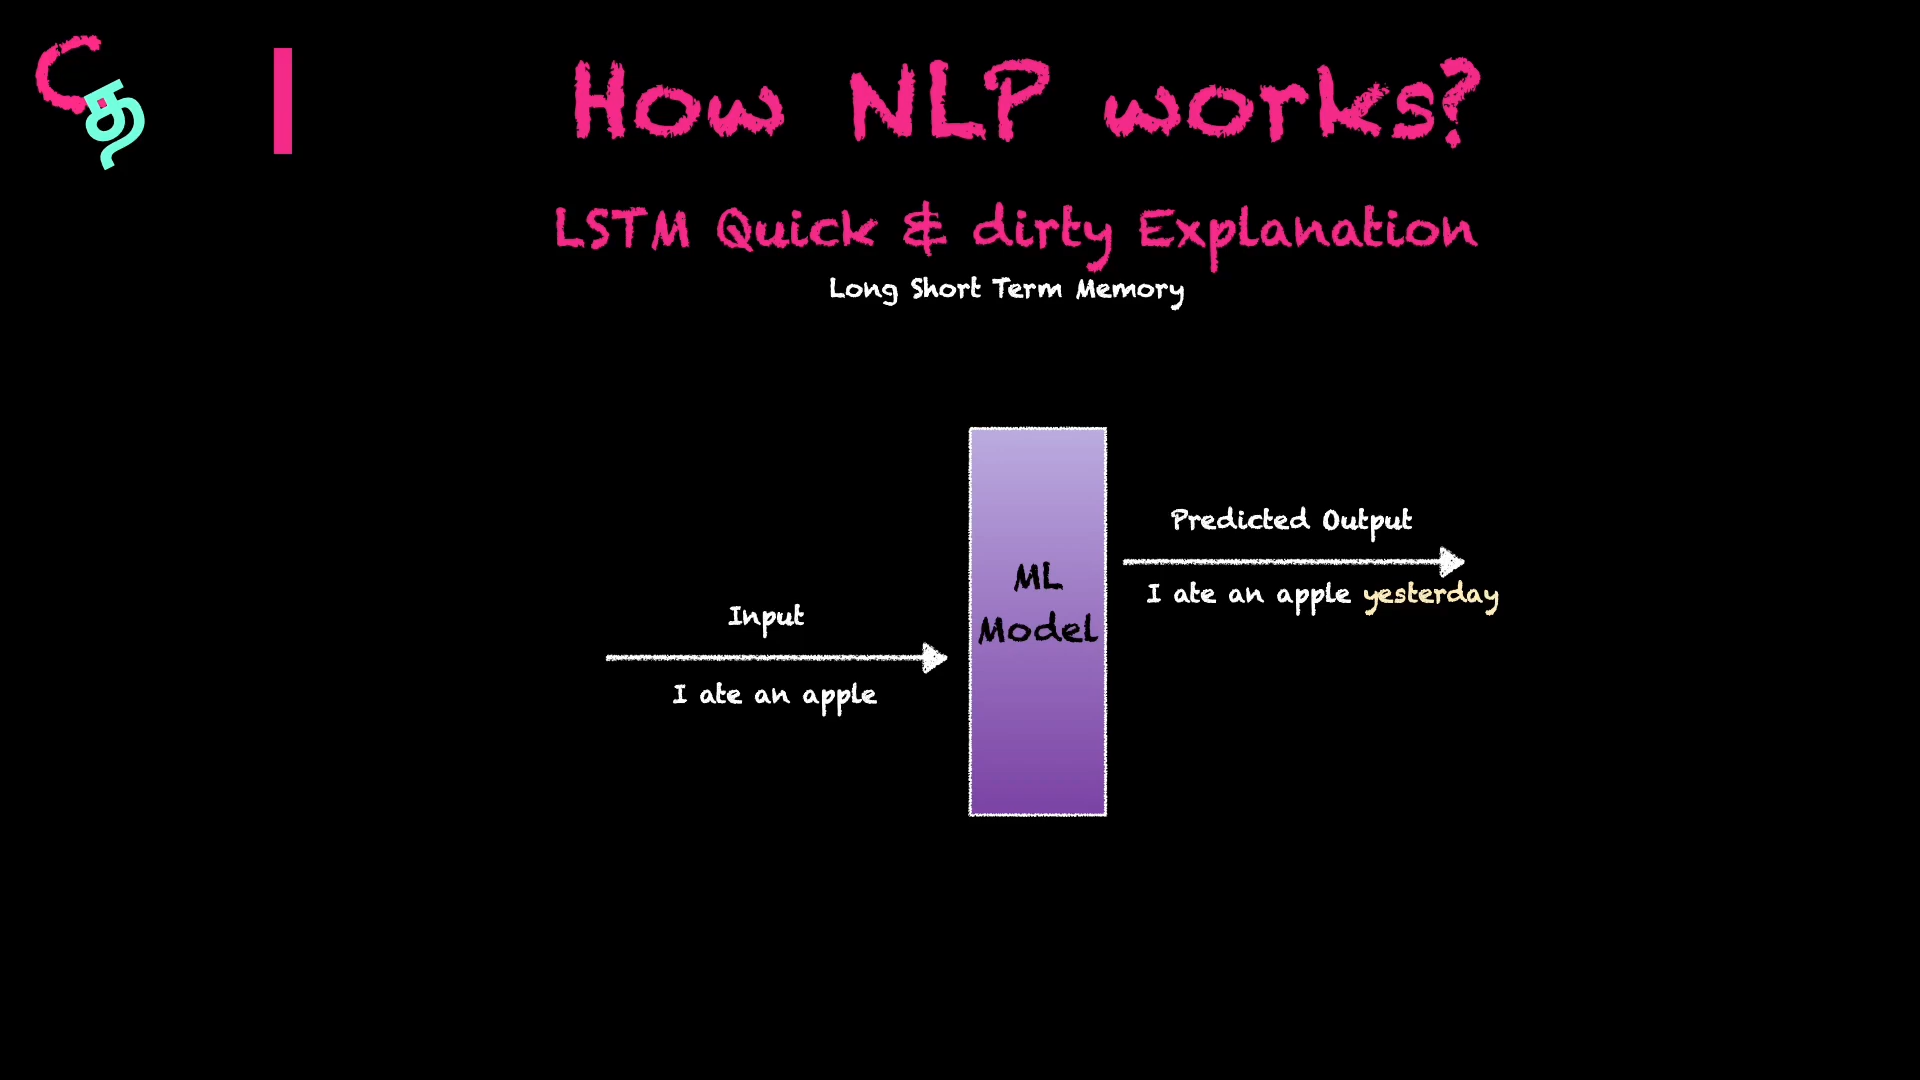 த
How NLP works?
LSTM Quick & dirty Explanation
Long Short Term Memory
Predicted Output
I ate an apple yesterday
ML
Model
Input
I ate an apple